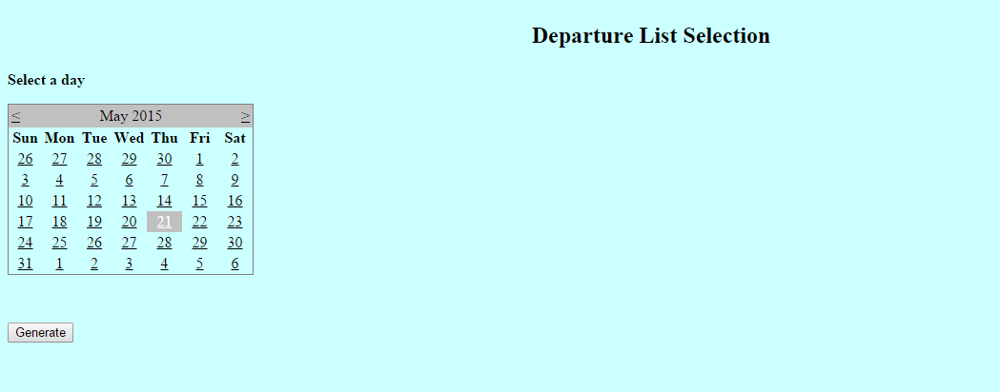 Departure List Selection
Select a day
< May 2015 >
Sun Mon Tue Wed Thu Fri Sat
26 27 28 29 30 1 2
3 4 5 6 7 8 9
10 11 12 13 14 15 16
17 18 19 20 21 22 23
24 25 26 27 28 29 30
31 1 2 3 4 5 6
Generate